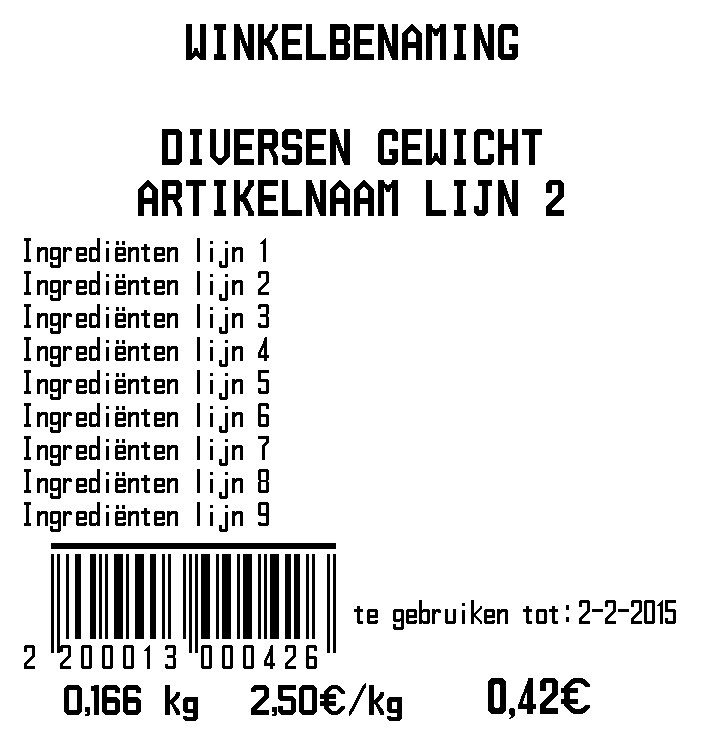 WINKELBENAMING
DIVERSEN GEWICHT
ARTIKELNAAM LIJN 2
Ingrediënten lijn 1
Ingrediënten lijn 2
Ingrediënten lijn 3
Ingrediënten lijn 4
Ingrediënten lijn 5
Ingrediënten lijn 6
Ingrediënten lijn 7
Ingrediënten lijn 8
Ingrediënten lijn 9
te gebruiken tot:2-2-2015
2 200013 000426
0,166 kg 2,50€/kg 0,42€